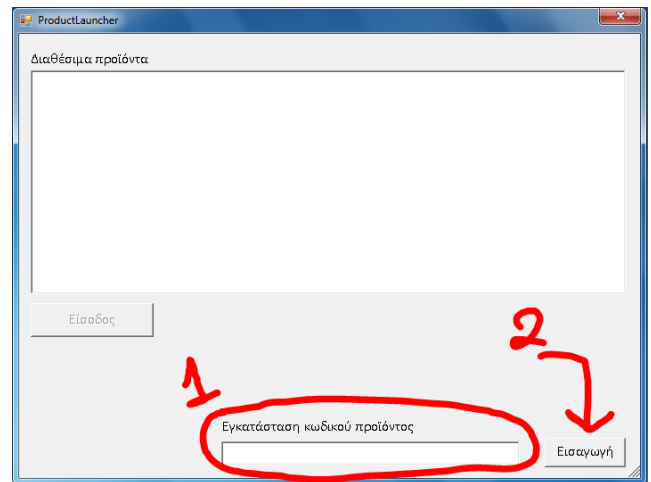 ProductLauncher
Διαθέσιμα προϊόντα
Είσοδος
2
1
Εγκατάσταση κωδικού προϊόντος
Εισαγωγή